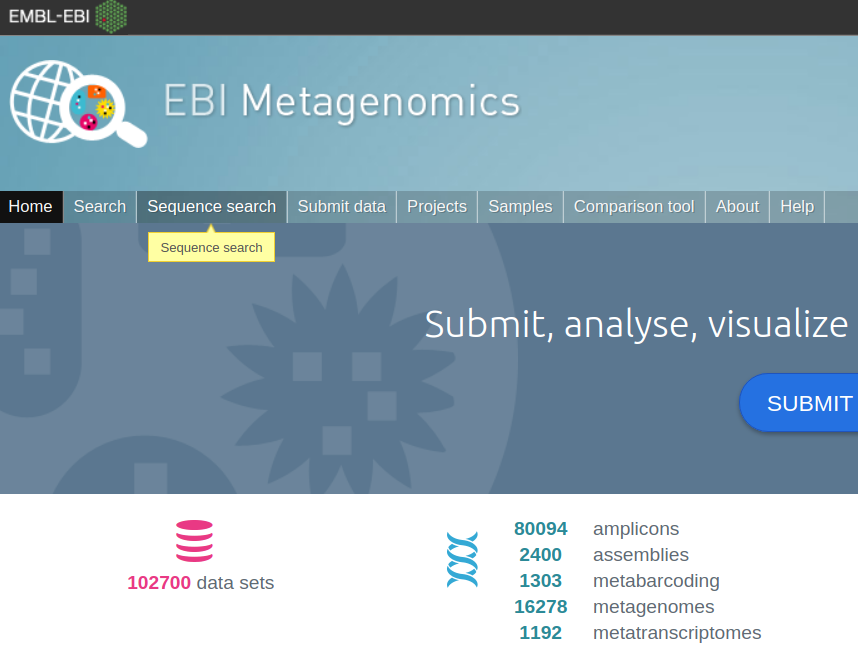 EMBL-EBI
EBI Metagenomics
Home Search Sequence search Submit data Projects Samples Comparison tool About Help
Sequence search
Submit, analyse, visualize
SUBMIT
102700 data sets
80094 amplicons
2400 assemblies
1303 metabarcoding
16278 metagenomes
1192 metatranscriptomes